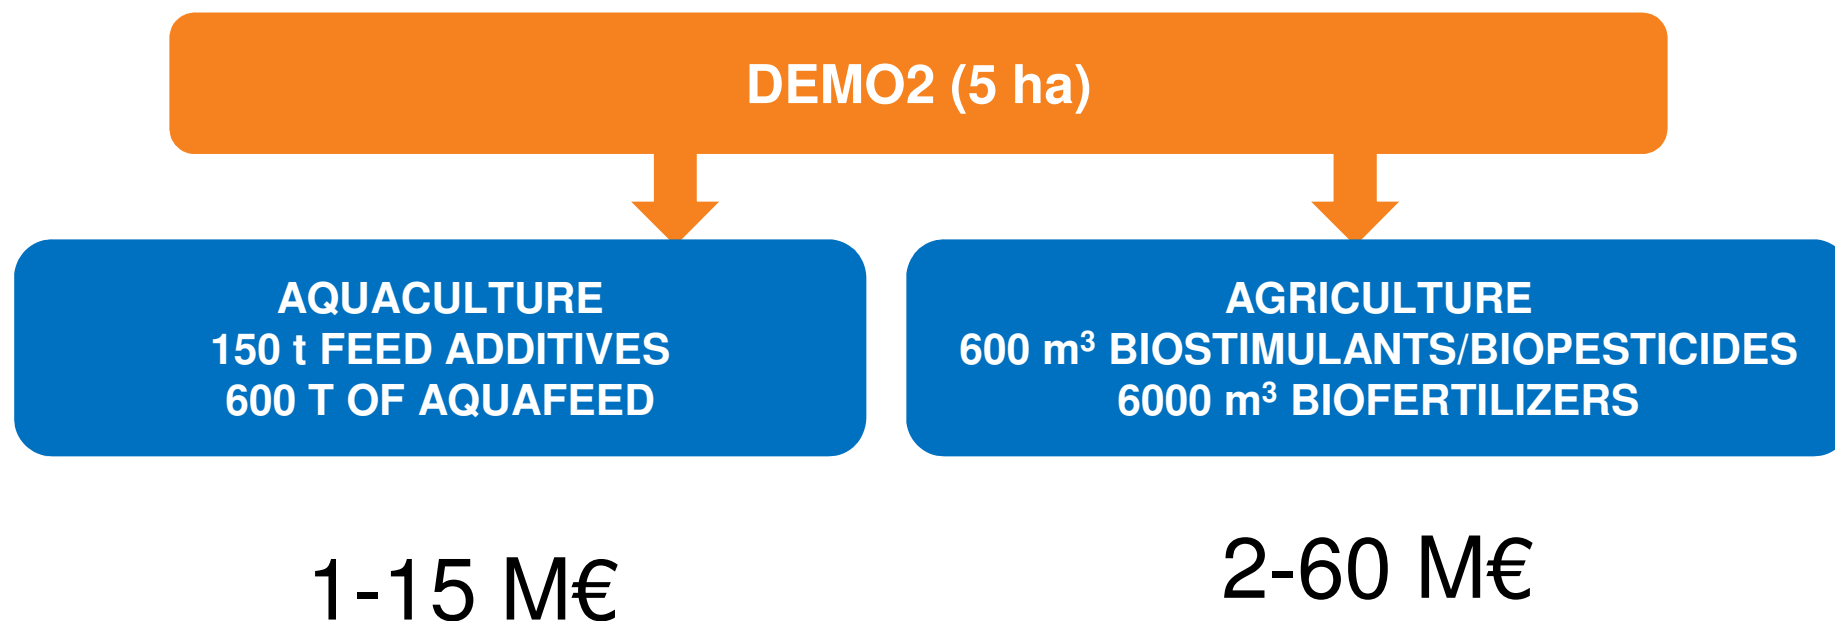 DEMO2 (5 ha)
AQUACULTURE
150 t FEED ADDITIVES
600 T OF AQUAFEED
AGRICULTURE
600 m³ BIOSTIMULANTS/BIOPESTICIDES
6000 m³ BIOFERTILIZERS
1-15 M€
2-60 M€